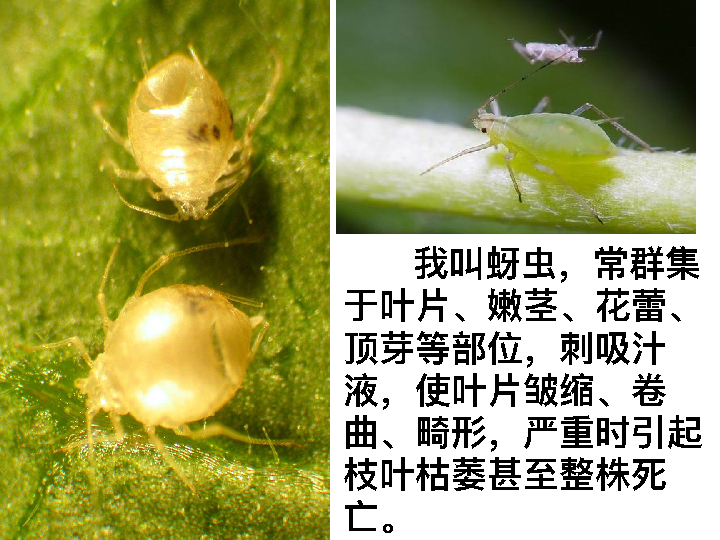 我叫蚜虫，常群集
于叶片、嫩茎、花蕾、
顶芽等部位，刺吸汁
液，使叶片皱缩、卷
曲、畸形，严重时引起
枝叶枯萎甚至整株死
亡。